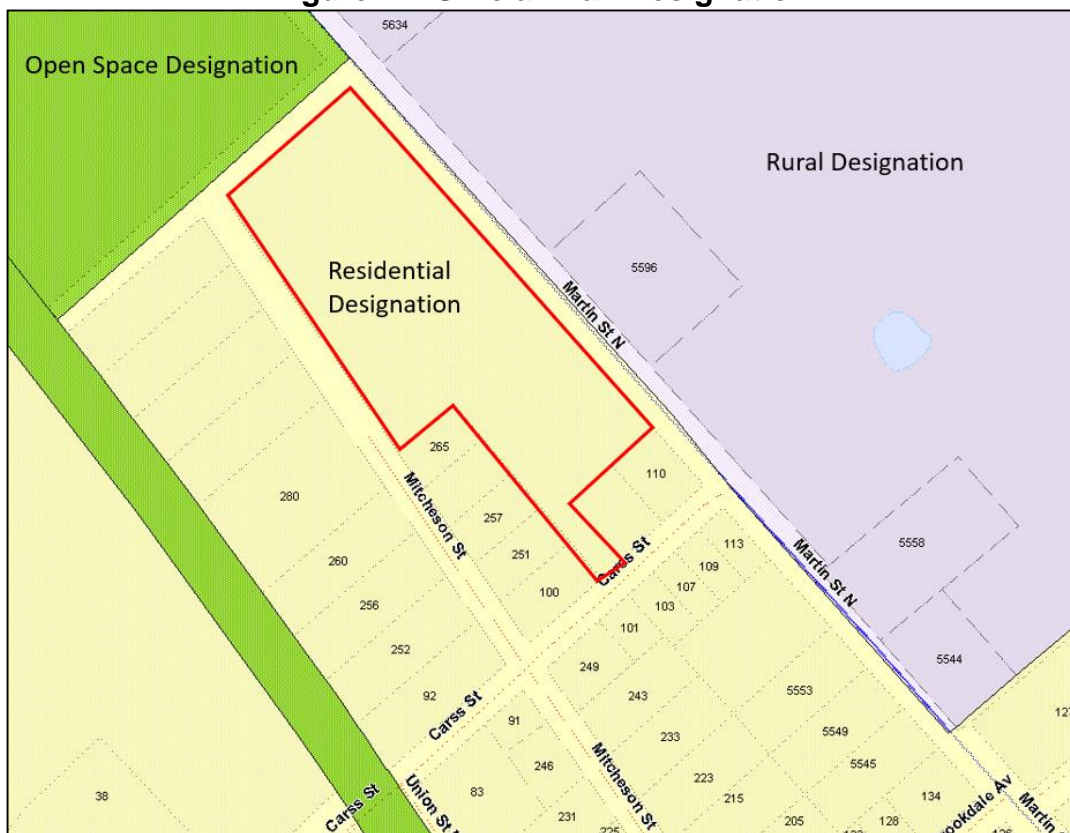 5634
Open Space Designation
Rural Designation
5596
Residential
Designation
Martin St N
265
110
280
Mitcheson St
257
251
113
Martin St N
5558
260
Carss St
109
107
100
256
103
101
252
249
5544
92
243
5553
Carss St
91
233
5549
246
Mitcheson St
5545
223
38
83
Union St
215
134
Carss St
231
205
128
Martin